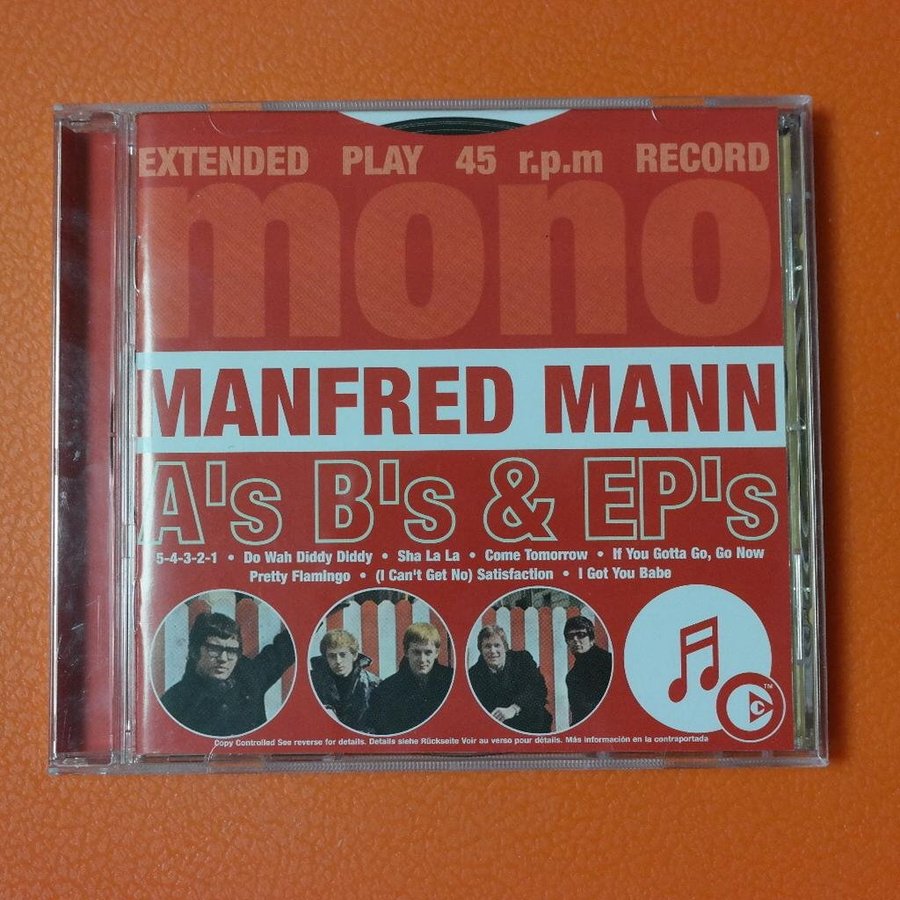 EXTENDED PLAY 45 r.p.m RECORD
mono
MANFRED MANN
A's B's & EP's
5-4-3-2-1 • Do Wah Diddy Diddy • Sha La La • Come Tomorrow • If You Gotta Go, Go Now
Pretty Flamingo • (I Can't Get No) Satisfaction • I Got You Babe
TM
Copy Controlled See reverse for details. Details siehe Rückseite Voir au verso pour détails. Más información en la contraportada